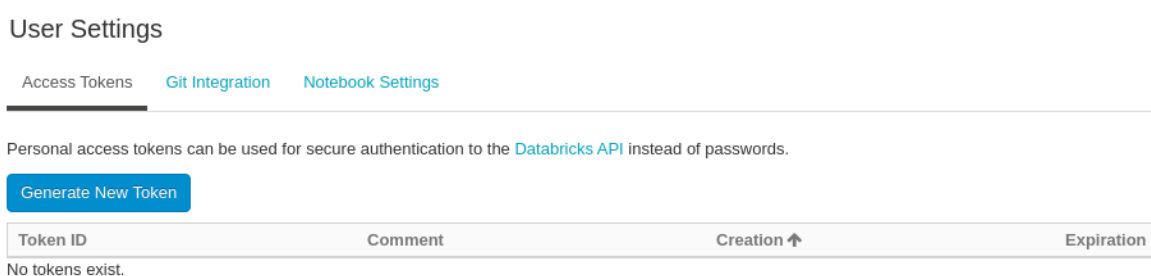 User Settings
Access Tokens Git Integration Notebook Settings
Personal access tokens can be used for secure authentication to the Databricks API instead of passwords.
Generate New Token
Token ID Comment Creation Expiration
No tokens exist.